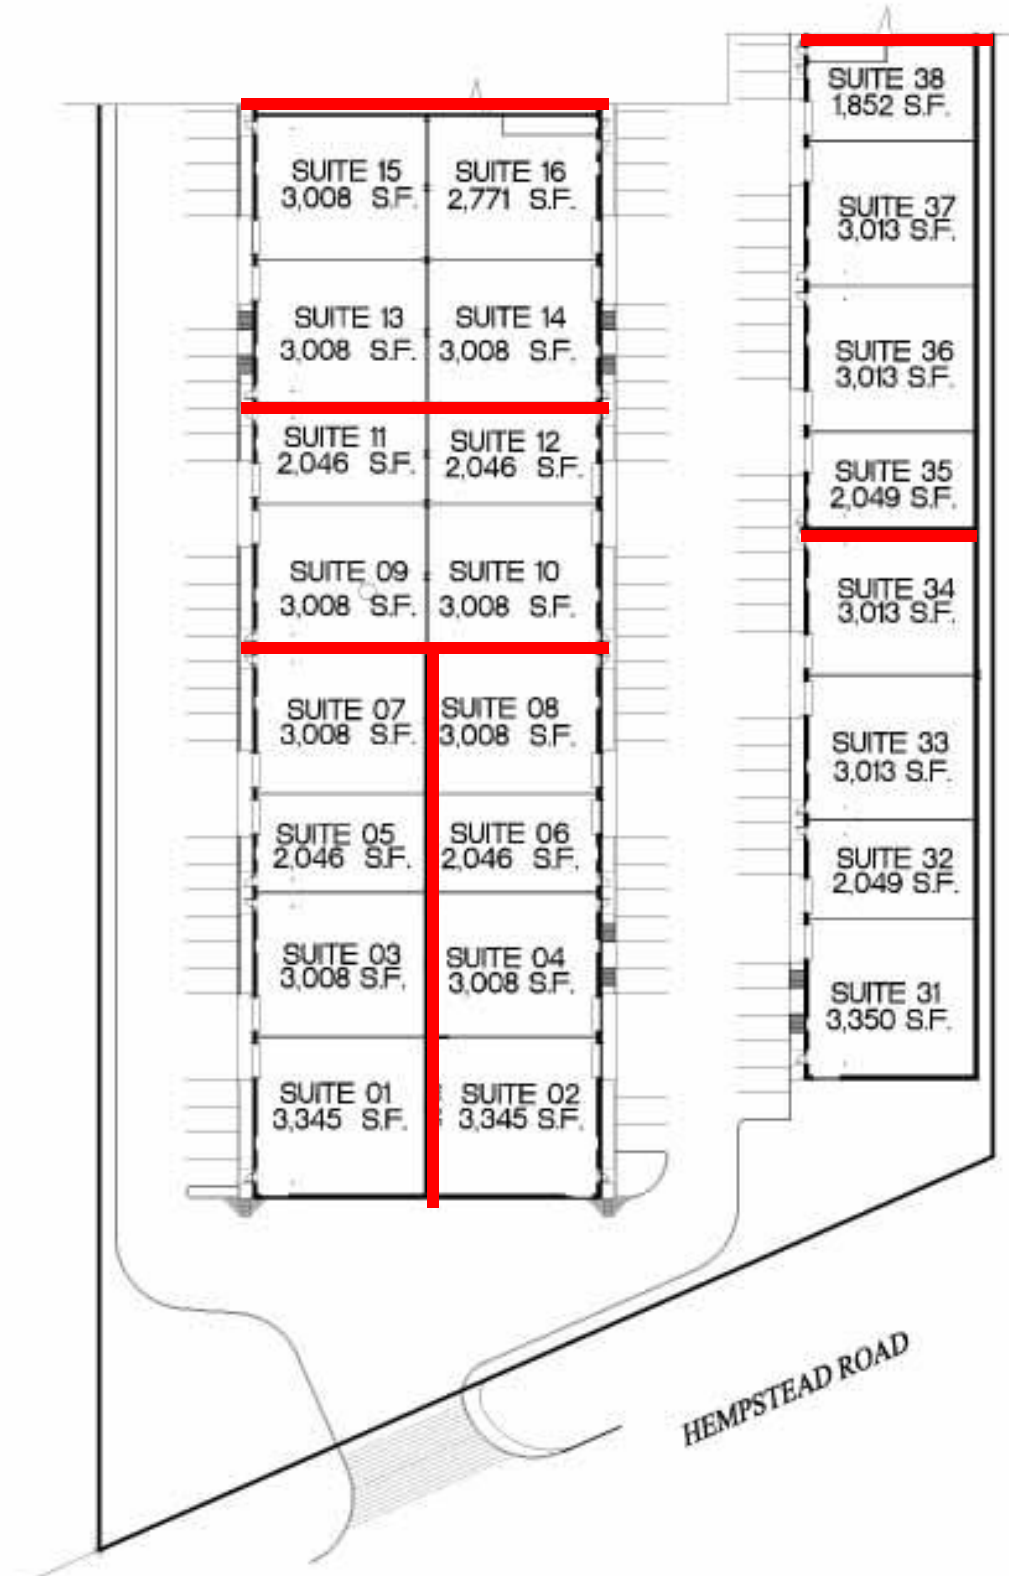 SUITE 38
1,852 S.F.
SUITE 15
3,008 S.F.
SUITE 16
2,771 S.F.
SUITE 37
3,013 S.F.
SUITE 13
3,008 S.F.
SUITE 14
3,008 S.F.
SUITE 36
3,013 S.F.
SUITE 11
2,046 S.F.
SUITE 12
2,046 S.F.
SUITE 35
2,049 S.F.
SUITE 09
3,008 S.F.
SUITE 10
3,008 S.F.
SUITE 34
3,013 S.F.
SUITE 07
3,008 S.F.
SUITE 08
3,008 S.F.
SUITE 33
3,013 S.F.
SUITE 05
2,046 S.F.
SUITE 06
2,046 S.F.
SUITE 32
2,049 S.F.
SUITE 03
3,008 S.F.
SUITE 04
3,008 S.F.
SUITE 31
3,350 S.F.
SUITE 01
3,345 S.F.
SUITE 02
3,345 S.F.
HEMPSTEAD ROAD